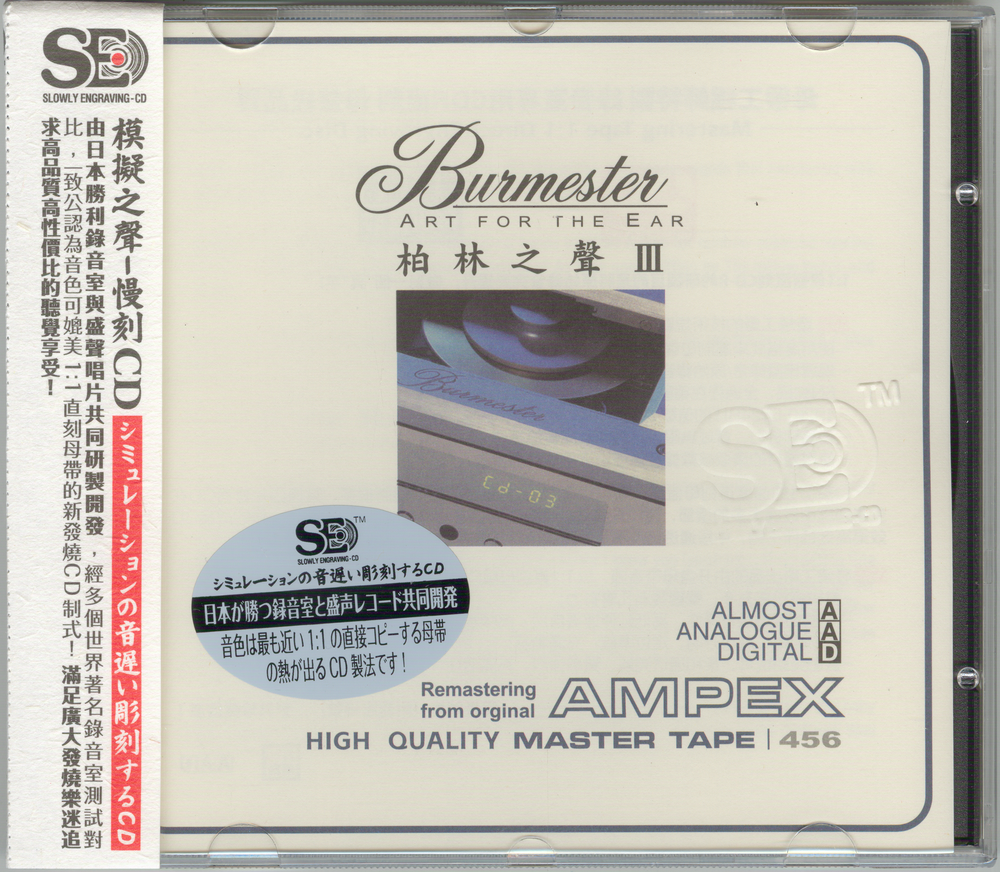 SE
SLOWLY ENGRAVING-CD
模擬之聲-慢刻CD シミュレーションの音遅い彫刻するCD
由日本勝利錄音室與盛聲唱片共同研製開發，經多個世界著名錄音室測試對
比，一致公認為音色可媲美1:1直刻母帶的新發燒CD制式！滿足廣大發燒樂迷追
求高品質高性價比的聽覺享受！
Burmester
ART FOR THE EAR
柏林之聲 III
Burmester
Cd-03
SE TM
SE TM
SLOWLY ENGRAVING-CD
シミュレーションの音遅い彫刻するCD
日本が勝つ録音室と盛声レコード共同開発
音色は最も近い1:1の直接コピーする母帯
の熱が出るCD製法です！
ALMOST A
ANALOGUE A
DIGITAL D
Remastering
from orginal AMPEX
HIGH QUALITY MASTER TAPE | 456